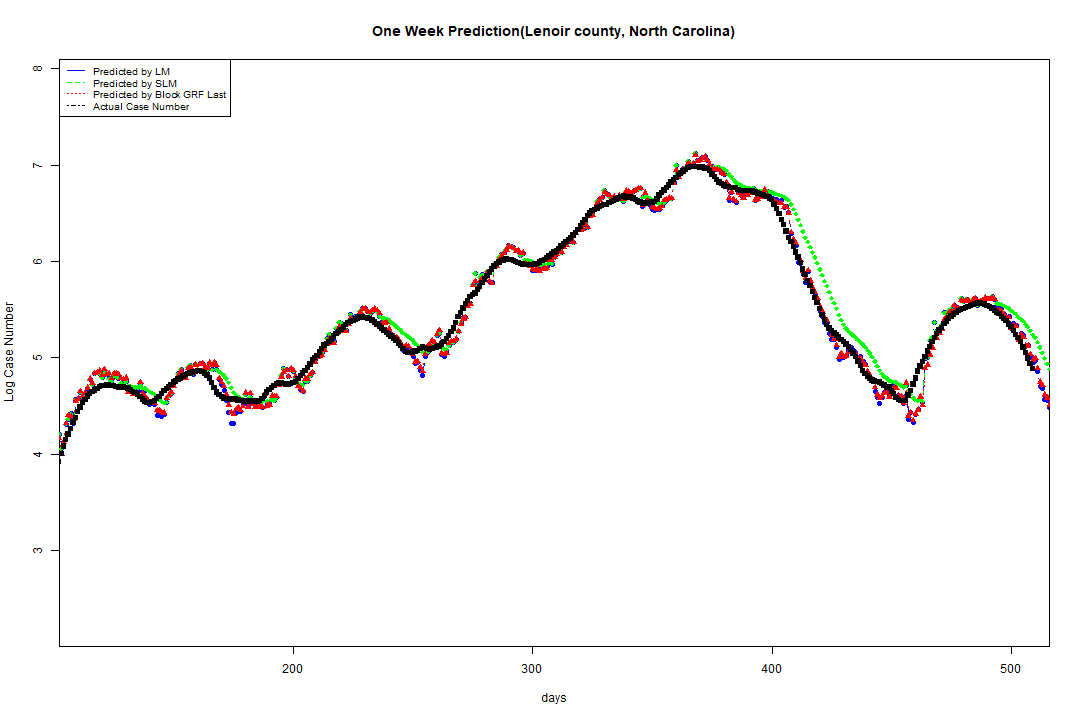 One Week Prediction(Lenoir county, North Carolina)
Predicted by LM
Predicted by SLM
Predicted by Block GRF Last
Actual Case Number
8
7
6
5
4
3
Log Case Number
200 300 400 500
days